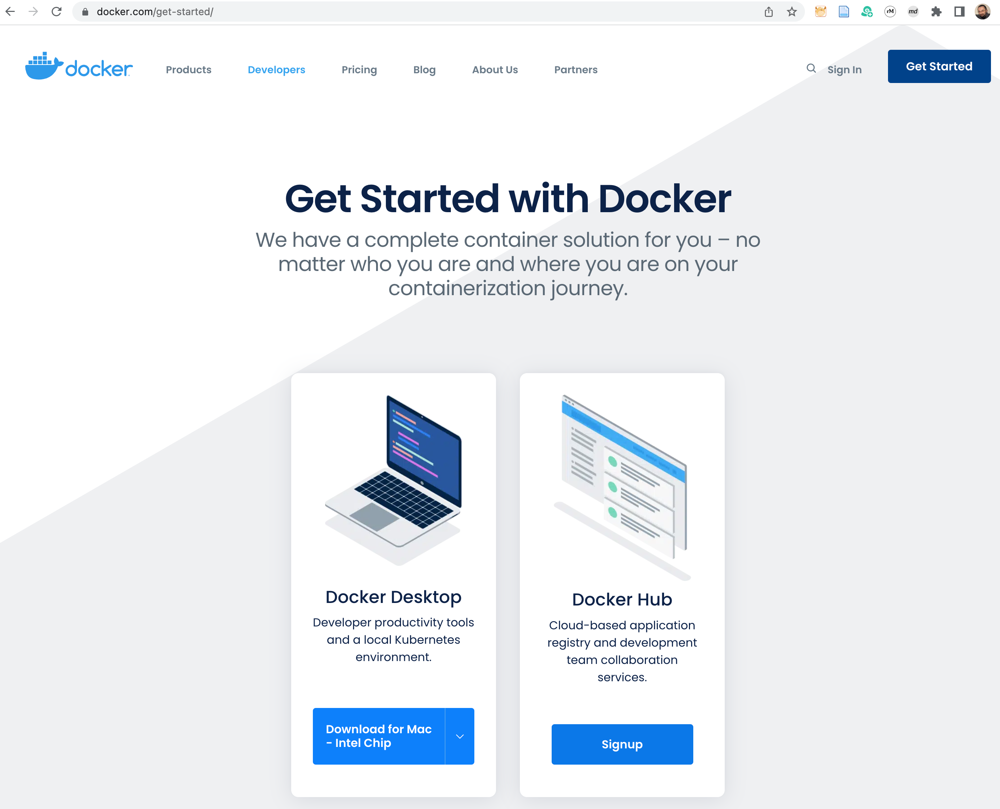 docker.com/get-started/
rM
md
docker
Products
Developers
Pricing
Blog
About Us
Partners
Sign In
Get Started
Get Started with Docker
We have a complete container solution for you – no
matter who you are and where you are on your
containerization journey.
Docker Desktop
Developer productivity tools
and a local Kubernetes
environment.
Download for Mac
- Intel Chip
Docker Hub
Cloud-based application
registry and development
team collaboration
services.
Signup